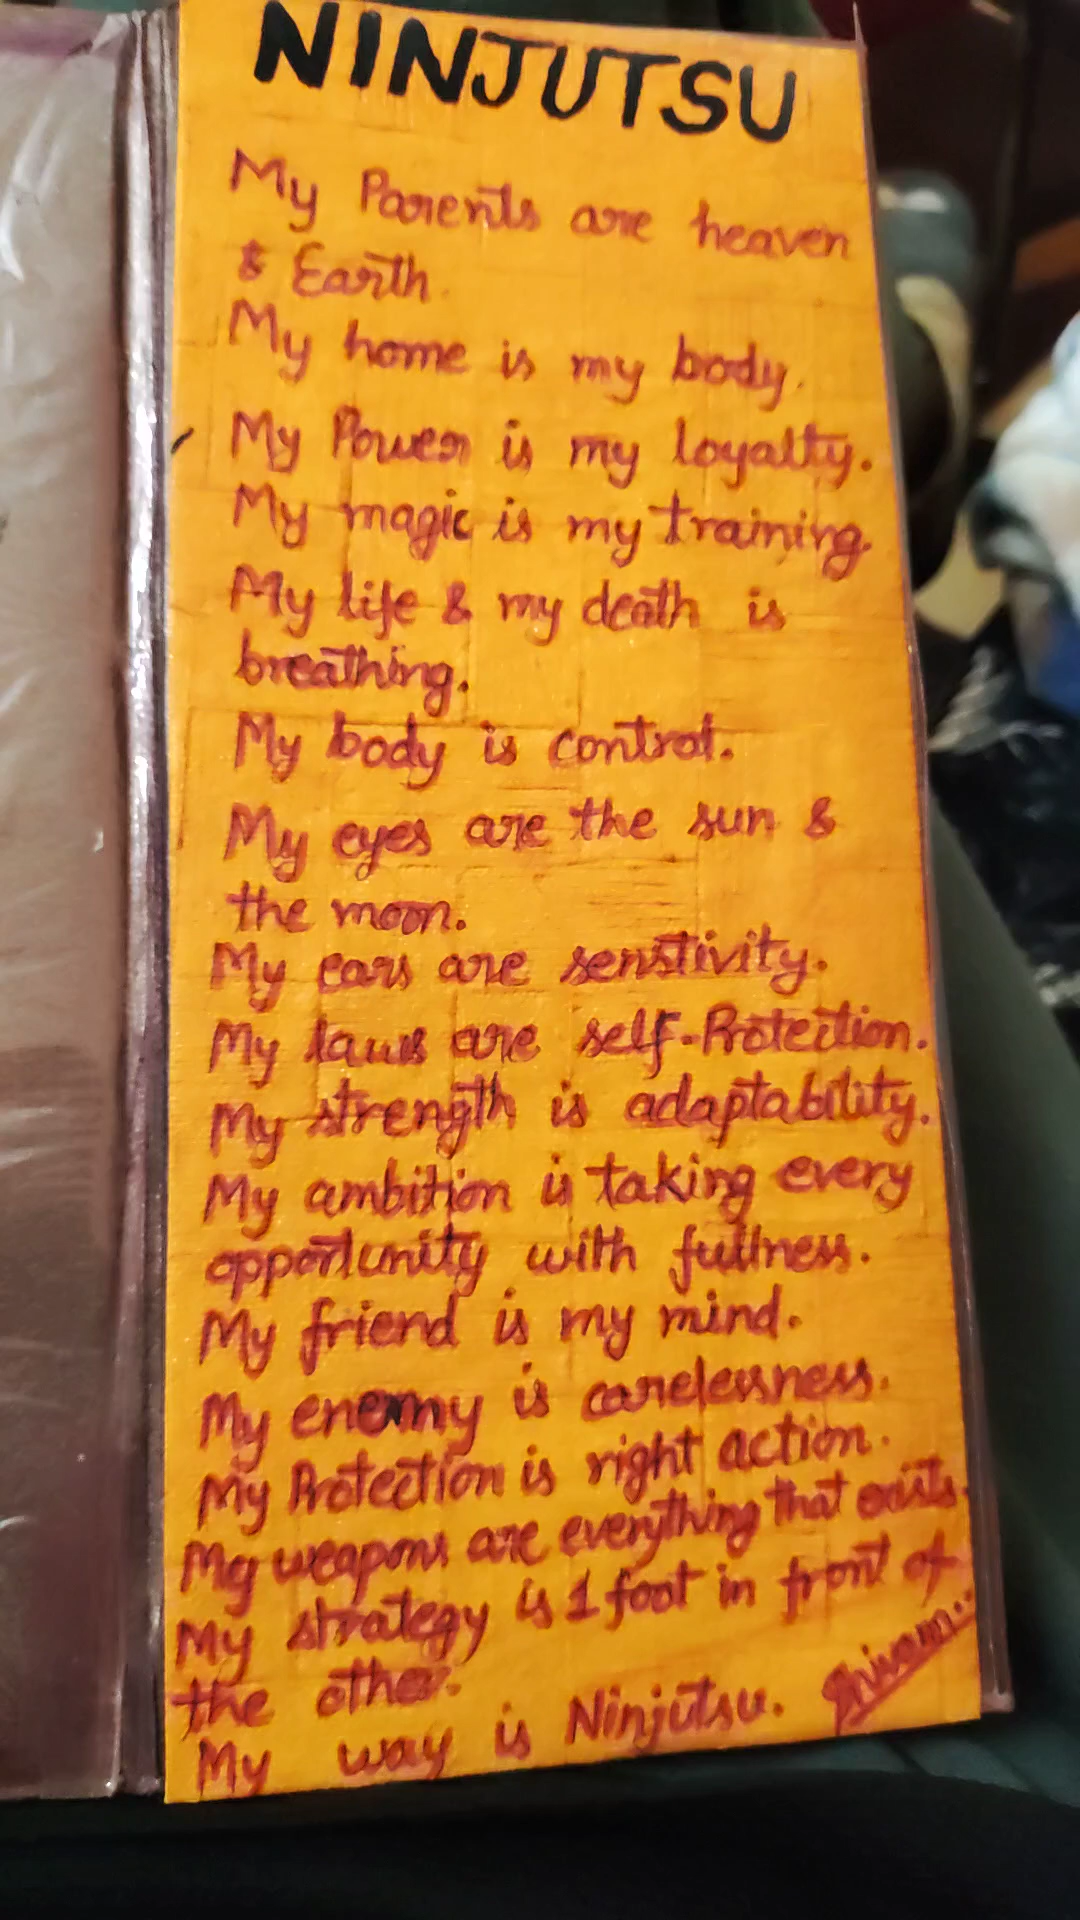 NINJUTSU
My Parents are heaven
& Earth.
My home is my body.
My Power is my loyalty.
My magic is my training.
My life & my death is
breathing.
My body is control.
My eyes are the sun &
the moon.
My ears are senstivity.
My laws are self-Protection.
My strength is adaptability.
My ambition is taking every
opportunity with fullness.
My friend is my mind.
My enemy is carelessness.
My Protection is right action.
My weapons are everything that exists.
My strategy is 1 foot in front of
the other.
My way is Ninjutsu.
Shivam..